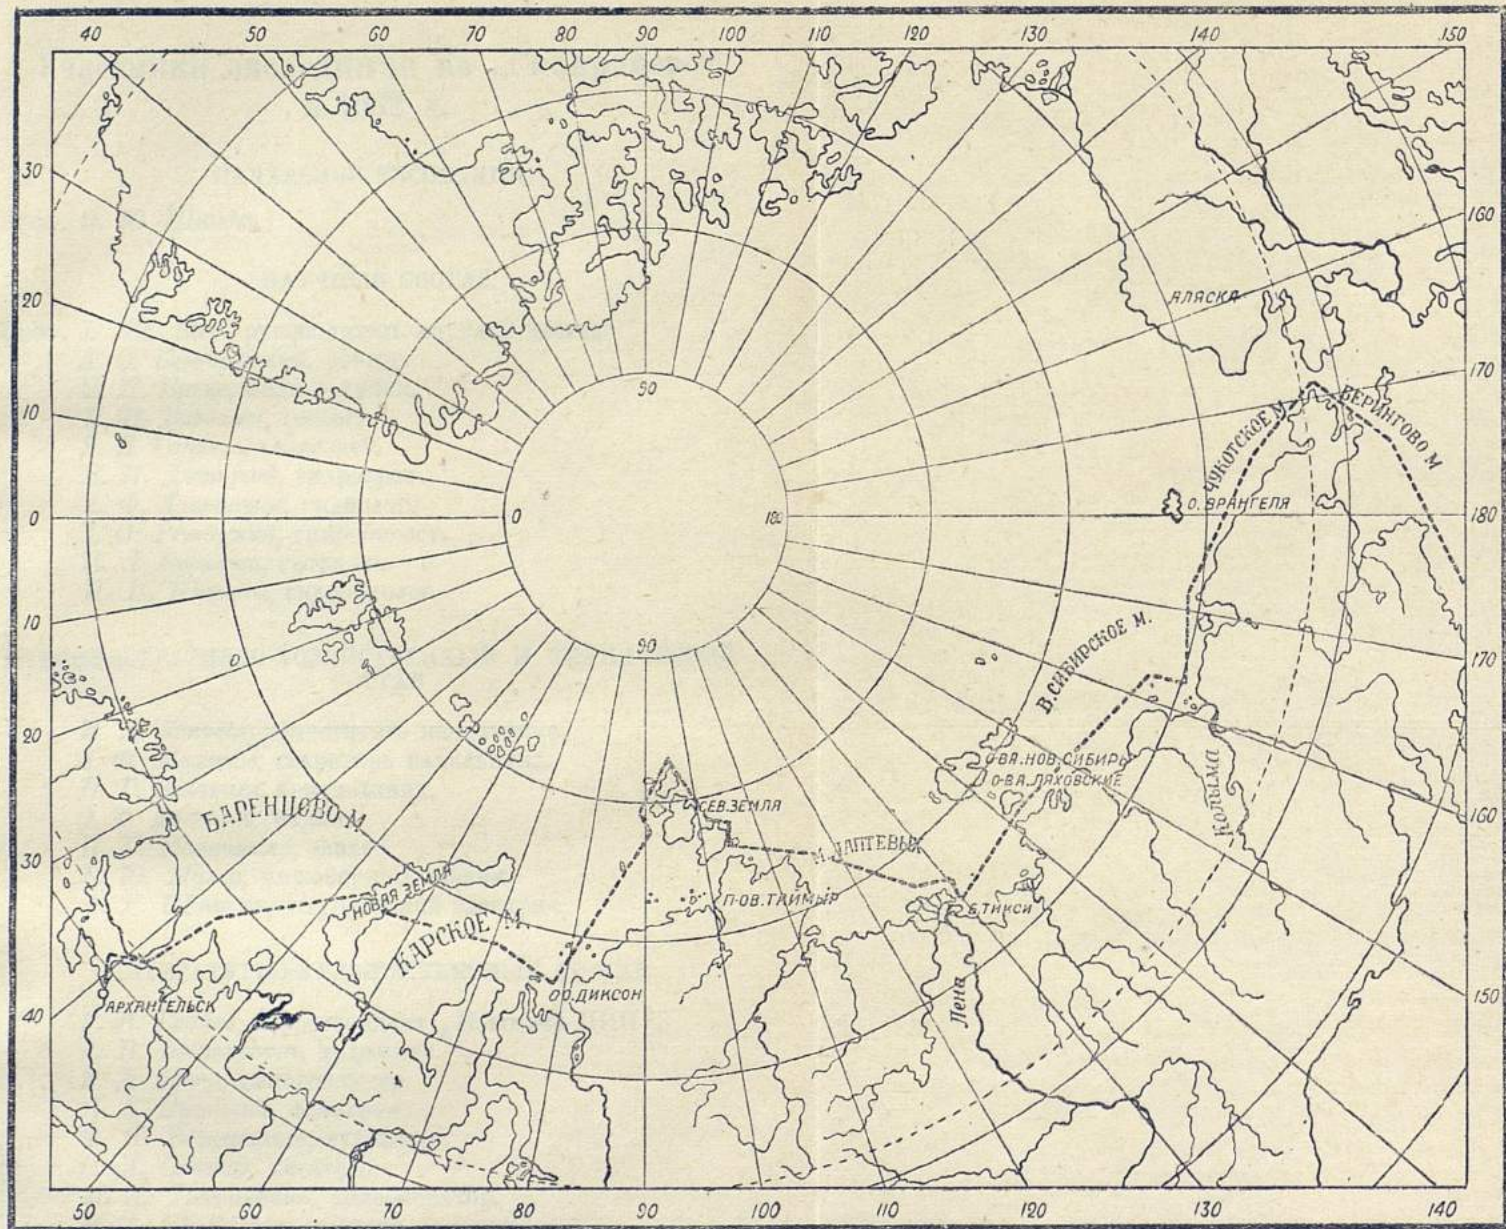 40 50 60 70 80 90 100 110 120 130 140 150
30
160
20
АЛЯСКА
170
10
90
БЕРИНГОВО М
ЧУКОТСКОЕ М.
О. ВРАНГЕЛЯ
0
0
180
180
10
90
170
В. СИБИРСКОЕ М.
20
О-ВА. НОВ. СИБИРЬ
О-ВА. ЛЯХОВСКИЕ
Колыма
160
БАРЕНЦОВО М
СЕВ. ЗЕМЛЯ
М. ЛАПТЕВЫХ
30
НОВАЯ ЗЕМЛЯ
П-ОВ. ТАЙМЫР
Б. ТИКСИ
КАРСКОЕ М.
О. ДИКСОН
АРХАНГЕЛЬСК
Лена
150
40
50 60 70 80 90 100 110 120 130 140